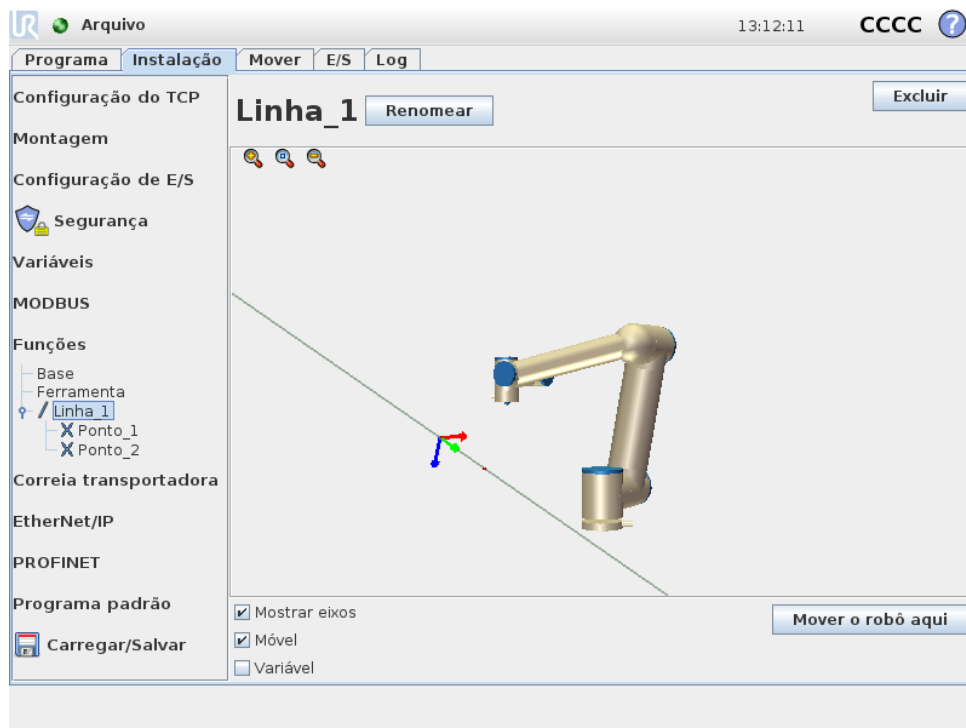 UR Arquivo 13:12:11 CCCC ?
Programa Instalação Mover E/S Log
Configuração do TCP
Montagem
Configuração de E/S
Segurança
Variáveis
MODBUS
Funções
Base
Ferramenta
Linha_1
Ponto_1
Ponto_2
Correia transportadora
EtherNet/IP
PROFINET
Programa padrão
Carregar/Salvar
Linha_1 Renomear Excluir
Mostrar eixos
Móvel
Variável
Mover o robô aqui